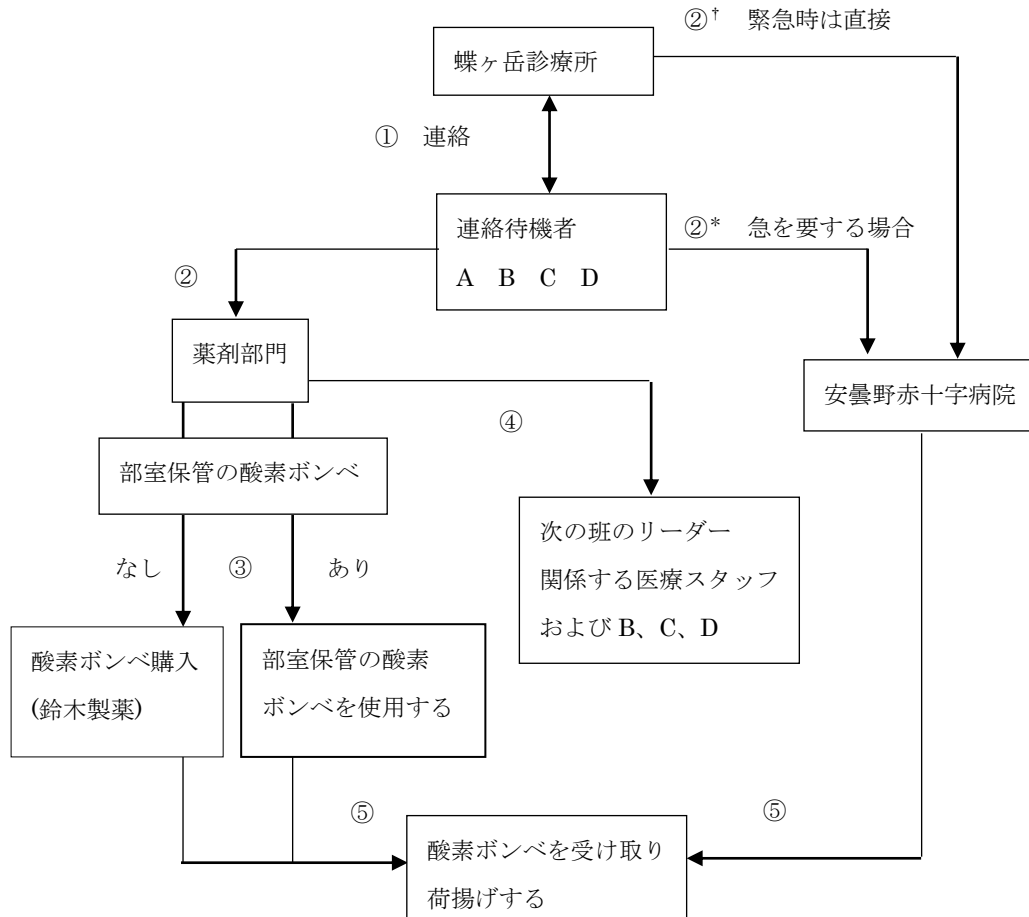 ②† 緊急時は直接
蝶ヶ岳診療所
① 連絡
連絡待機者
A B C D
②* 急を要する場合
②
薬剤部門
安曇野赤十字病院
④
部室保管の酸素ボンベ
次の班のリーダー
関係する医療スタッフ
および B、C、D
なし
③
あり
酸素ボンベ購入
(鈴木製薬)
部室保管の酸素
ボンベを使用する
⑤
⑤
酸素ボンベを受け取り
荷揚げする